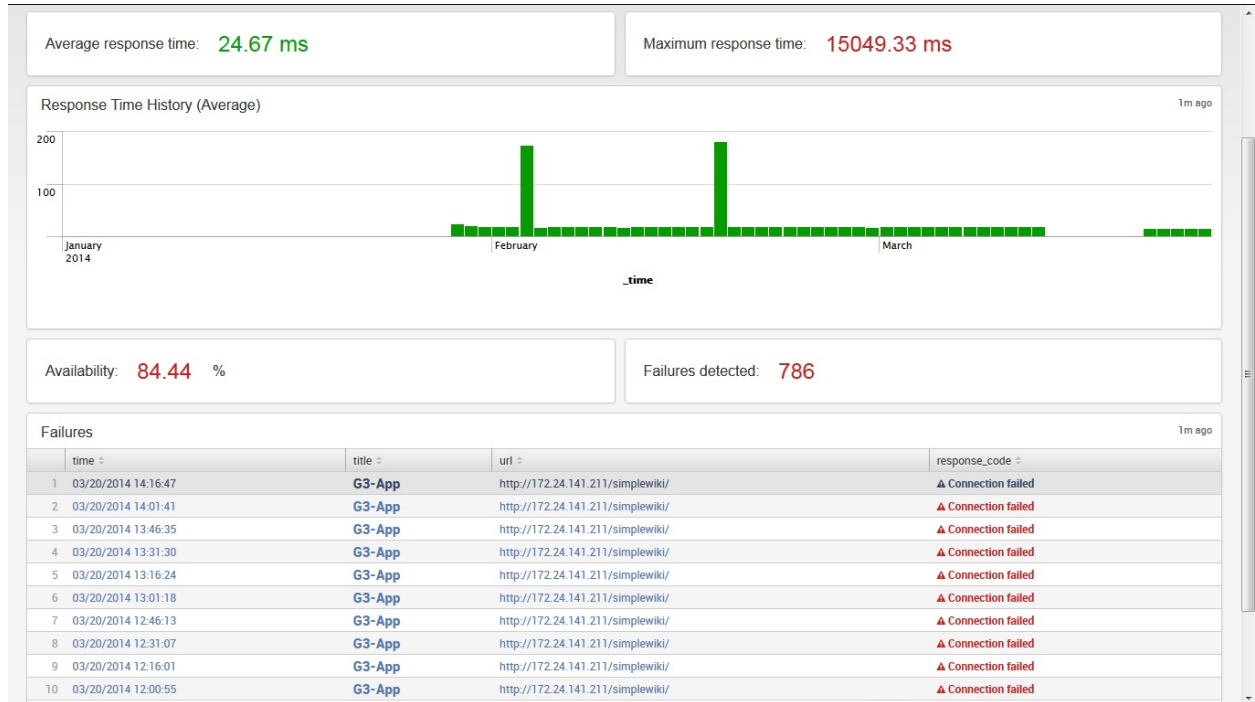 Average response time: 24.67 ms
Maximum response time: 15049.33 ms
Response Time History (Average)
1m ago
200
100
January
2014
February
March
_time
Availability: 84.44 %
Failures detected: 786
Failures
1m ago
time title url response_code
1 03/20/2014 14:16:47 G3-App http://172.24.141.211/simplewiki/ Connection failed
2 03/20/2014 14:01:41 G3-App http://172.24.141.211/simplewiki/ Connection failed
3 03/20/2014 13:46:35 G3-App http://172.24.141.211/simplewiki/ Connection failed
4 03/20/2014 13:31:30 G3-App http://172.24.141.211/simplewiki/ Connection failed
5 03/20/2014 13:16:24 G3-App http://172.24.141.211/simplewiki/ Connection failed
6 03/20/2014 13:01:18 G3-App http://172.24.141.211/simplewiki/ Connection failed
7 03/20/2014 12:46:13 G3-App http://172.24.141.211/simplewiki/ Connection failed
8 03/20/2014 12:31:07 G3-App http://172.24.141.211/simplewiki/ Connection failed
9 03/20/2014 12:16:01 G3-App http://172.24.141.211/simplewiki/ Connection failed
10 03/20/2014 12:00:55 G3-App http://172.24.141.211/simplewiki/ Connection failed